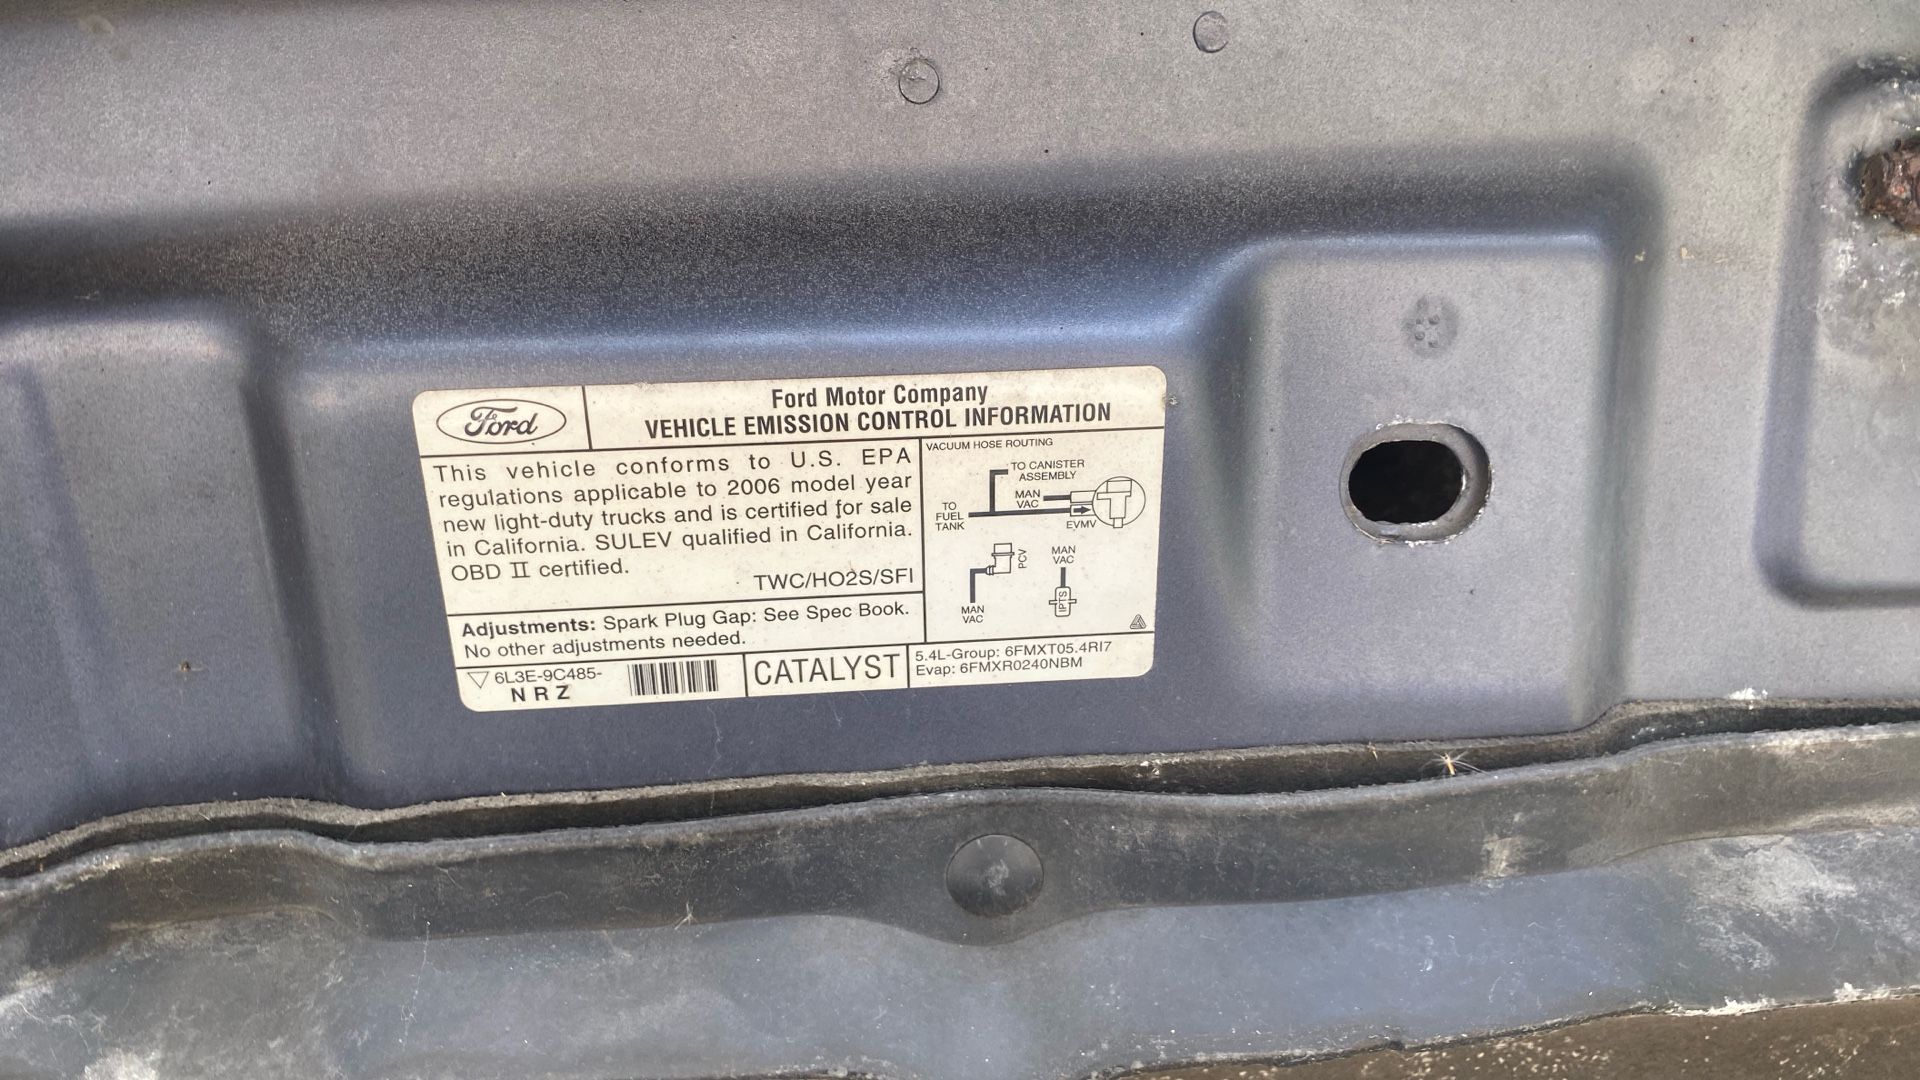 Ford
Ford Motor Company
VEHICLE EMISSION CONTROL INFORMATION
This vehicle conforms to U.S. EPA
regulations applicable to 2006 model year
new light-duty trucks and is certified for sale
in California. SULEV qualified in California.
OBD II certified.
TWC/HO2S/SFI
Adjustments: Spark Plug Gap: See Spec Book.
No other adjustments needed.
6L3E-9C485-
N R Z
CATALYST
VACUUM HOSE ROUTING
TO CANISTER
ASSEMBLY
MAN
VAC
TO
FUEL
TANK
EVMV
PCV
MAN
VAC
MAN
VAC
IPTS
5.4L-Group: 6FMXT05.4RI7
Evap: 6FMXR0240NBM